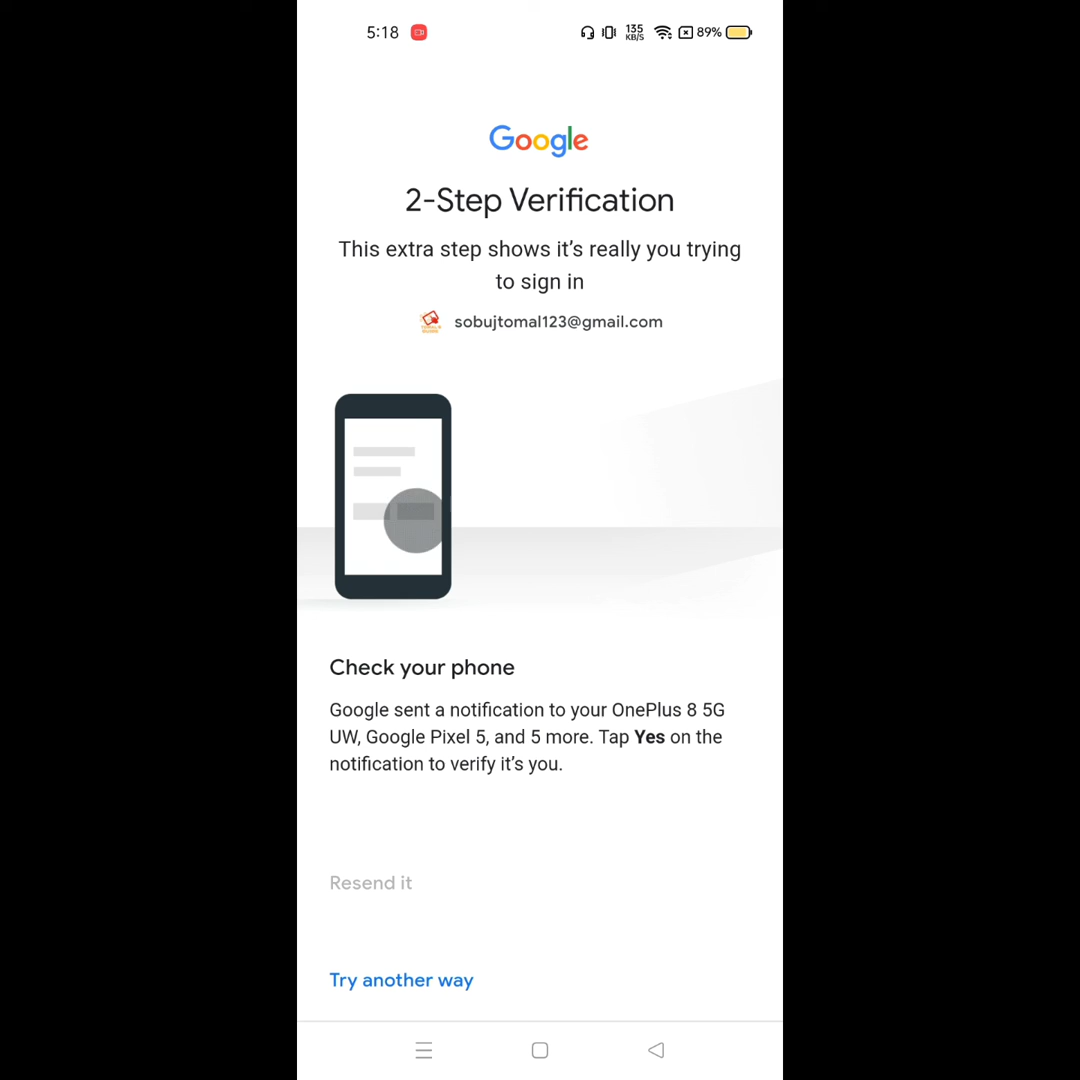 5:18
135 KB/S 89%
Google
2-Step Verification
This extra step shows it’s really you trying
to sign in
sobujtomal123@gmail.com
Check your phone
Google sent a notification to your OnePlus 8 5G
UW, Google Pixel 5, and 5 more. Tap Yes on the
notification to verify it’s you.
Resend it
Try another way